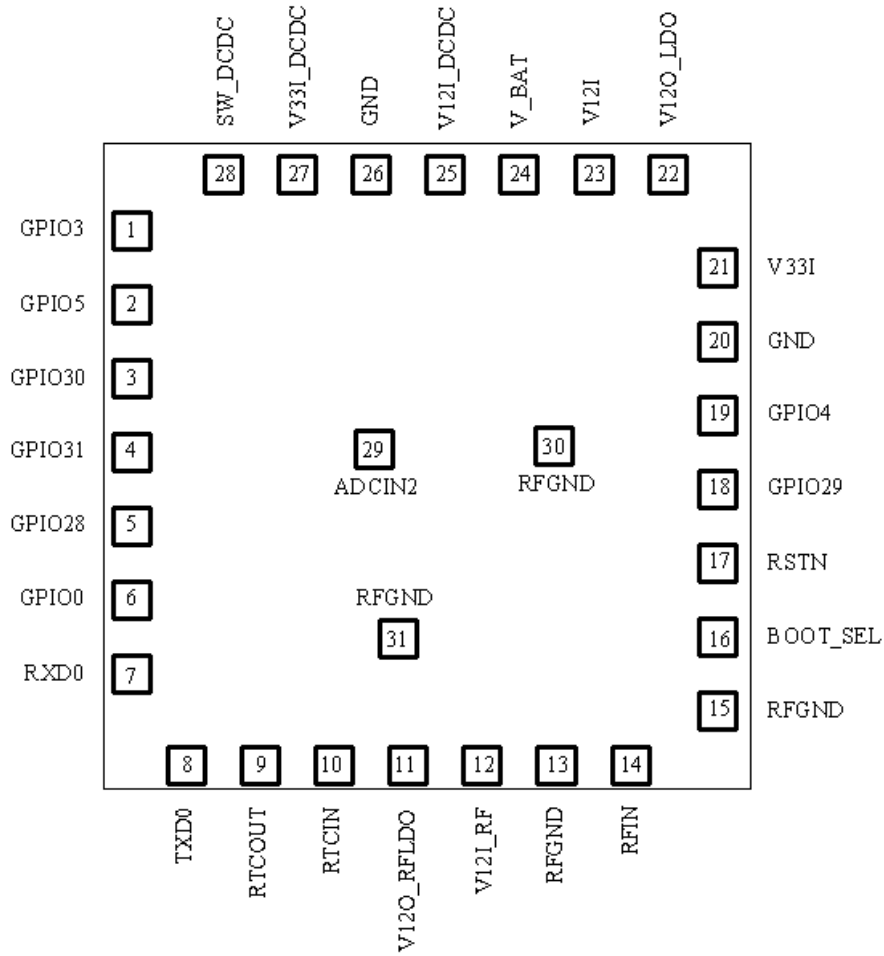 SW_DCDC
V33I_DCDC
GND
V12I_DCDC
V_BAT
V12I
V12O_LDO
28 27 26 25 24 23 22
GPIO3 1
21 V33I
GPIO5 2
20 GND
GPIO30 3
19 GPIO4
GPIO31 4
29
ADCIN2
30
RFGND
18 GPIO29
GPIO28 5
17 RSTN
GPIO0 6
RFGND
31
16 BOOT_SEL
RXD0 7
15 RFGND
8 9 10 11 12 13 14
TXD0
RTCOUT
RTCIN
V12O_RFLDO
V12I_RF
RFGND
RFIN